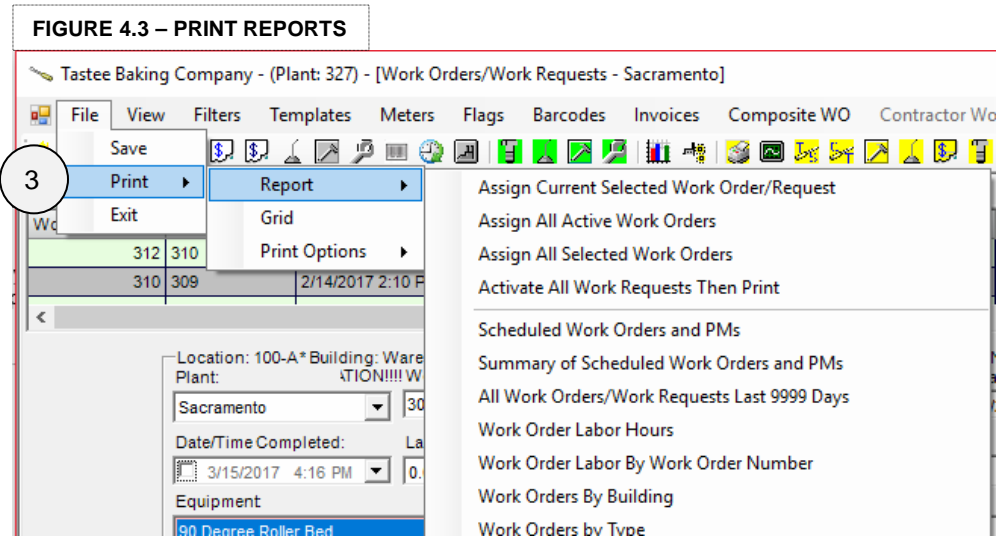 FIGURE 4.3 – PRINT REPORTS
Tastee Baking Company - (Plant: 327) - [Work Orders/Work Requests - Sacramento]
File View Filters Templates Meters Flags Barcodes Invoices Composite WO Contractor Wo
Save
3
Print
Report
Assign Current Selected Work Order/Request
Exit
Grid
Assign All Active Work Orders
Print Options
Assign All Selected Work Orders
312 310
310 309 2/14/2017 2:10 P
Activate All Work Requests Then Print
Scheduled Work Orders and PMs
Location: 100-A* Building: Ware
Summary of Scheduled Work Orders and PMs
Plant: ATION!!!! W
Sacramento 30
All Work Orders/Work Requests Last 9999 Days
Work Order Labor Hours
Date/Time Completed: La
3/15/2017 4:16 PM 0.
Work Order Labor By Work Order Number
Equipment
Work Orders By Building
90 Degree Roller Bed
Work Orders by Type